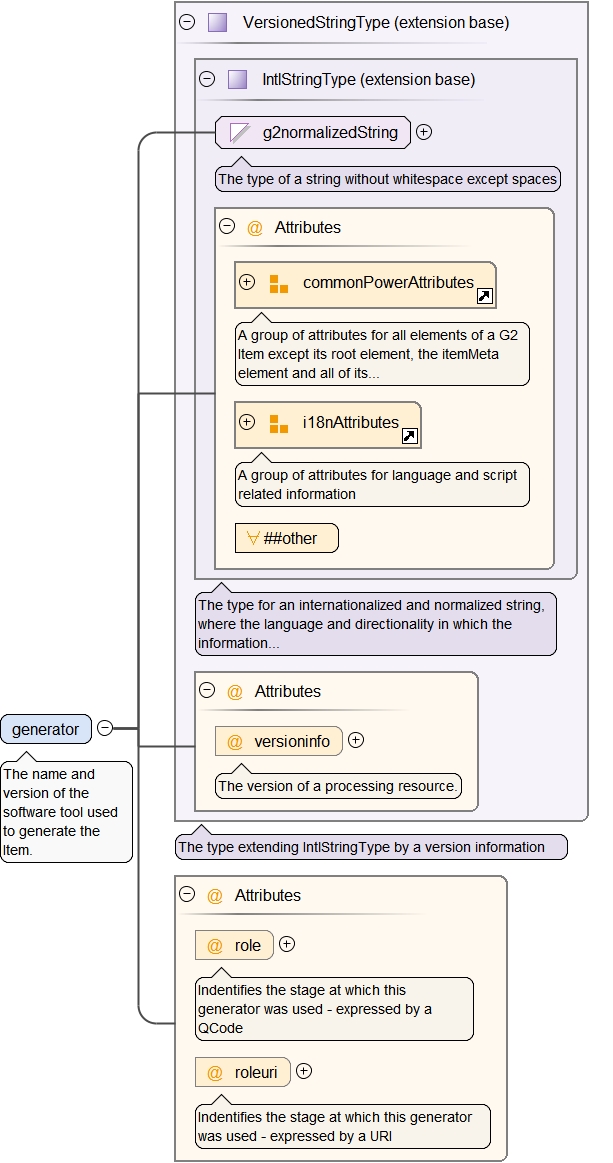 VersionedStringType (extension base)
IntlStringType (extension base)
g2normalizedString
The type of a string without whitespace except spaces
@ Attributes
commonPowerAttributes
A group of attributes for all elements of a G2
Item except its root element, the itemMeta
element and all of its...
i18nAttributes
A group of attributes for language and script
related information
##other
The type for an internationalized and normalized string,
where the language and directionality in which the
information...
@ Attributes
@ versioninfo
The version of a processing resource.
generator
The name and
version of the
software tool used
to generate the
Item.
The type extending IntlStringType by a version information
@ Attributes
@ role
Indentifies the stage at which this
generator was used - expressed by a
QCode
@ roleuri
Indentifies the stage at which this generator
was used - expressed by a URI